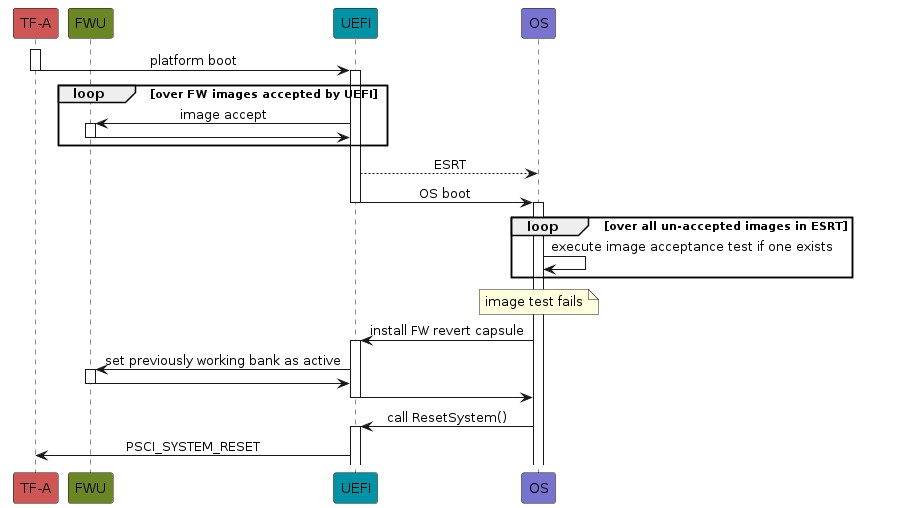 TF-A FWU UEFI OS
platform boot
loop [over FW images accepted by UEFI]
image accept
ESRT
OS boot
loop [over all un-accepted images in ESRT]
execute image acceptance test if one exists
image test fails
install FW revert capsule
set previously working bank as active
call ResetSystem()
PSCI_SYSTEM_RESET
TF-A FWU UEFI OS